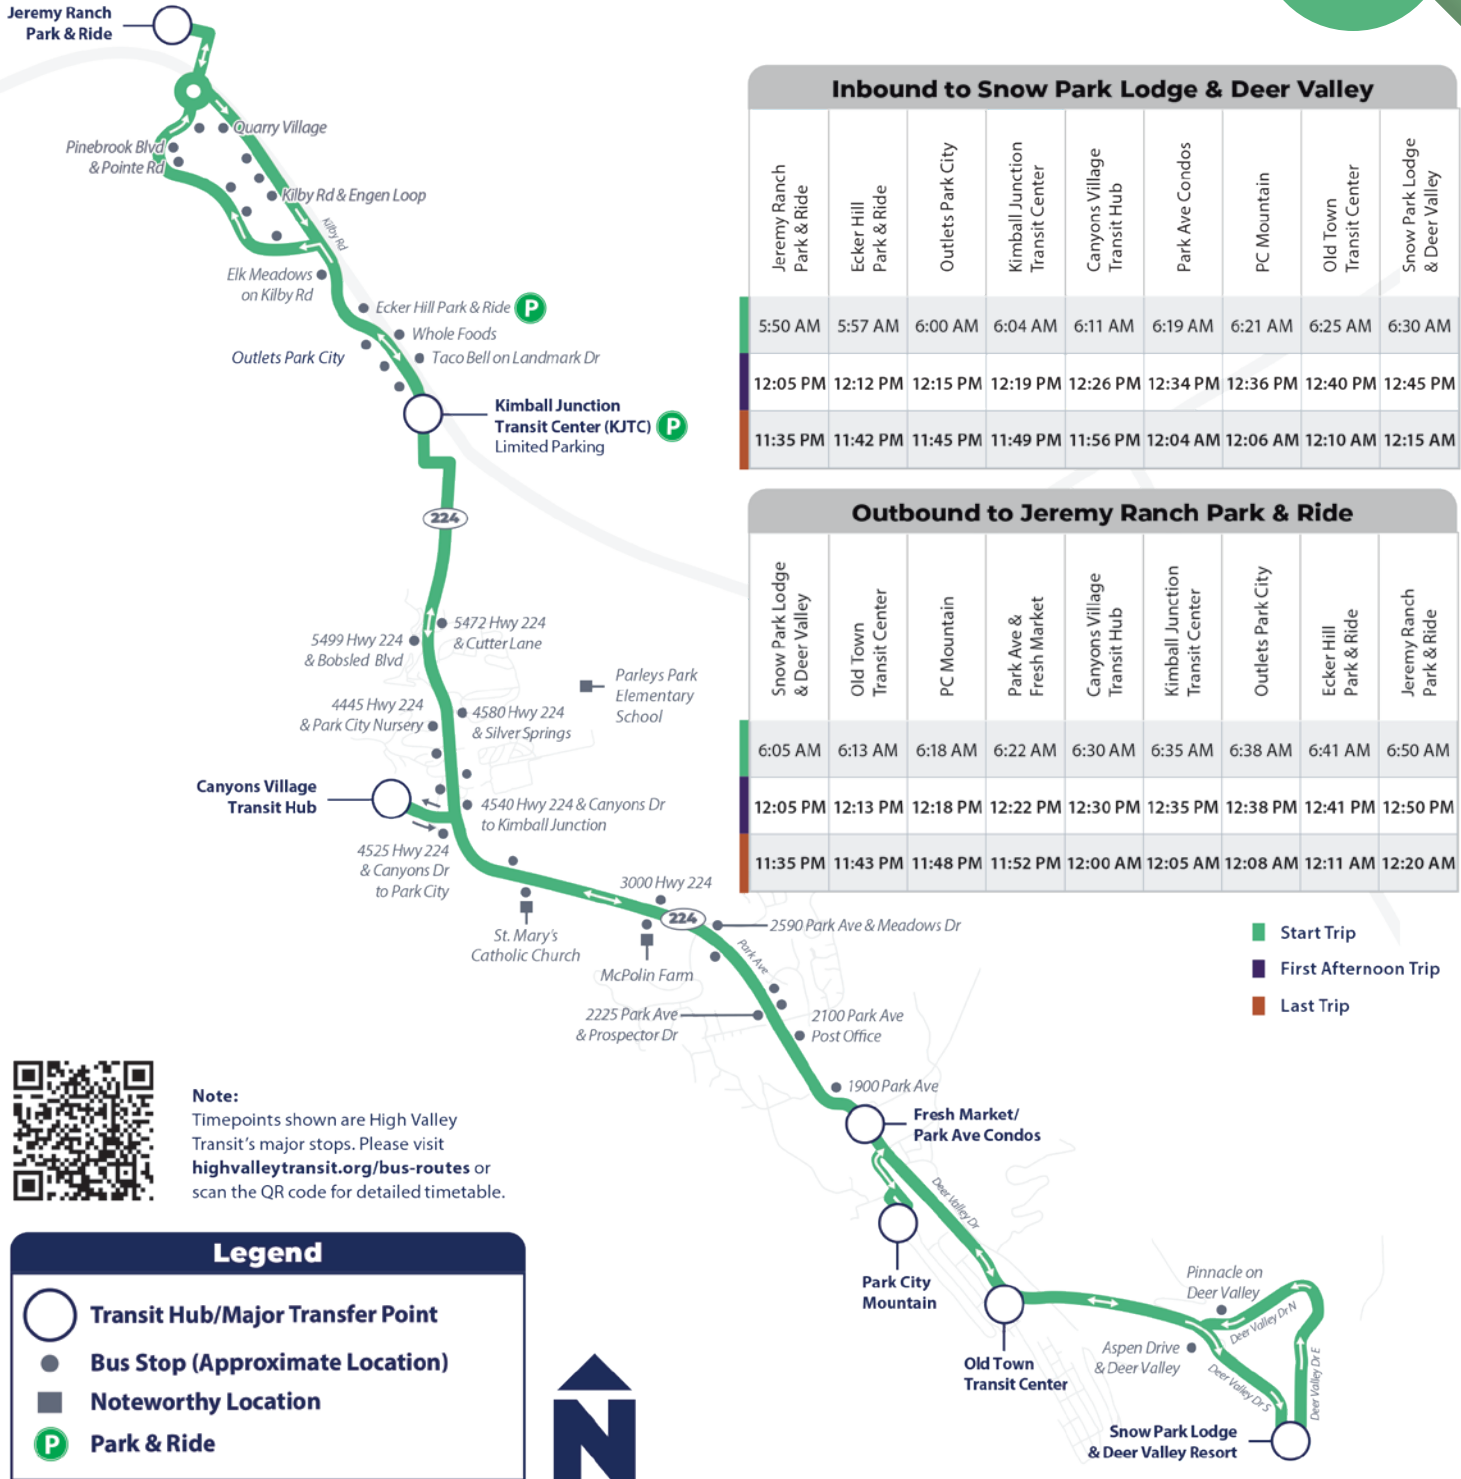 Jeremy Ranch
Park & Ride
Quarry Village
Pinebrook Blvd
& Pointe Rd
Kilby Rd & Engen Loop
Kilby Rd
Elk Meadows
on Kilby Rd
Ecker Hill Park & Ride P
Whole Foods
Outlets Park City
Taco Bell on Landmark Dr
Kimball Junction
Transit Center (KJTC) P
Limited Parking
224
5472 Hwy 224
& Cutter Lane
5499 Hwy 224
& Bobsled Blvd
Parleys Park
Elementary
School
4445 Hwy 224
& Park City Nursery
4580 Hwy 224
& Silver Springs
Canyons Village
Transit Hub
4540 Hwy 224 & Canyons Dr
to Kimball Junction
4525 Hwy 224
& Canyons Dr
to Park City
3000 Hwy 224
224
St. Mary's
Catholic Church
McPolin Farm
2590 Park Ave & Meadows Dr
Park Ave
2225 Park Ave
& Prospector Dr
2100 Park Ave
Post Office
1900 Park Ave
Fresh Market/
Park Ave Condos
Deer Valley Dr
Park City
Mountain
Old Town
Transit Center
Pinnacle on
Deer Valley
Deer Valley Dr N
Aspen Drive
& Deer Valley
Deer Valley Dr S
Deer Valley Dr E
Snow Park Lodge
& Deer Valley Resort
Inbound to Snow Park Lodge & Deer Valley
Jeremy Ranch
Park & Ride
Ecker Hill
Park & Ride
Outlets Park City
Kimball Junction
Transit Center
Canyons Village
Transit Hub
Park Ave Condos
PC Mountain
Old Town
Transit Center
Snow Park Lodge
& Deer Valley
5:50 AM 5:57 AM 6:00 AM 6:04 AM 6:11 AM 6:19 AM 6:21 AM 6:25 AM 6:30 AM
12:05 PM 12:12 PM 12:15 PM 12:19 PM 12:26 PM 12:34 PM 12:36 PM 12:40 PM 12:45 PM
11:35 PM 11:42 PM 11:45 PM 11:49 PM 11:56 PM 12:04 AM 12:06 AM 12:10 AM 12:15 AM
Outbound to Jeremy Ranch Park & Ride
Snow Park Lodge
& Deer Valley
Old Town
Transit Center
PC Mountain
Park Ave &
Fresh Market
Canyons Village
Transit Hub
Kimball Junction
Transit Center
Outlets Park City
Ecker Hill
Park & Ride
Jeremy Ranch
Park & Ride
6:05 AM 6:13 AM 6:18 AM 6:22 AM 6:30 AM 6:35 AM 6:38 AM 6:41 AM 6:50 AM
12:05 PM 12:13 PM 12:18 PM 12:22 PM 12:30 PM 12:35 PM 12:38 PM 12:41 PM 12:50 PM
11:35 PM 11:43 PM 11:48 PM 11:52 PM 12:00 AM 12:05 AM 12:08 AM 12:11 AM 12:20 AM
Start Trip
First Afternoon Trip
Last Trip
Note:
Timepoints shown are High Valley
Transit's major stops. Please visit
highvalleytransit.org/bus-routes or
scan the QR code for detailed timetable.
Legend
Transit Hub/Major Transfer Point
Bus Stop (Approximate Location)
Noteworthy Location
P Park & Ride
N